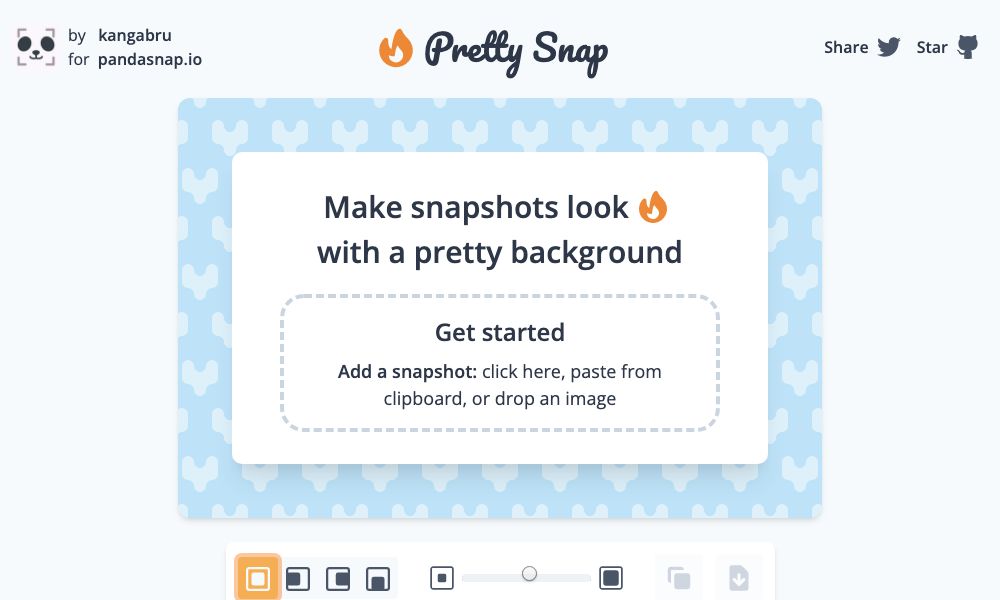 by kangabru
for pandasnap.io
Pretty Snap
Share
Star
Make snapshots look
with a pretty background
Get started
Add a snapshot: click here, paste from
clipboard, or drop an image